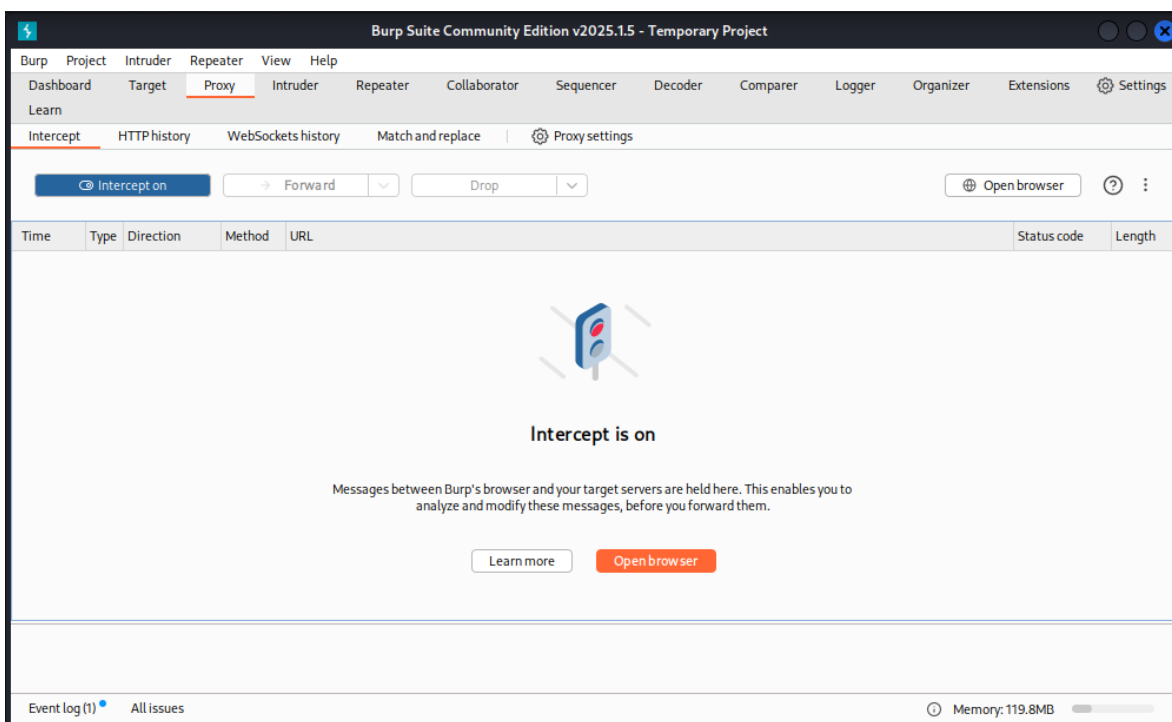 Burp Suite Community Edition v2025.1.5 - Temporary Project
Burp Project Intruder Repeater View Help
Dashboard Target Proxy Intruder Repeater Collaborator Sequencer Decoder Comparer Logger Organizer Extensions Settings
Learn
Intercept HTTP history WebSockets history Match and replace Proxy settings
Intercept on Forward Drop Open browser
Time Type Direction Method URL Status code Length
Intercept is on
Messages between Burp's browser and your target servers are held here. This enables you to
analyze and modify these messages, before you forward them.
Learn more Open browser
Event log (1) All issues Memory: 119.8MB